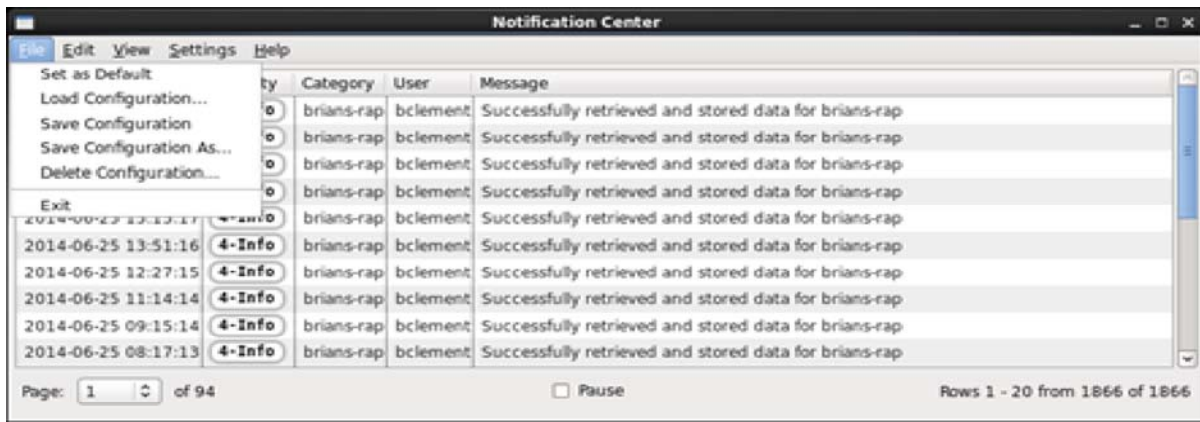 Notification Center
File Edit View Settings Help
Set as Default
Load Configuration...
Save Configuration
Save Configuration As...
Delete Configuration...
Exit
ty Category User Message
o brians-rap bclement Successfully retrieved and stored data for brians-rap
o brians-rap bclement Successfully retrieved and stored data for brians-rap
o brians-rap bclement Successfully retrieved and stored data for brians-rap
o brians-rap bclement Successfully retrieved and stored data for brians-rap
4-Info brians-rap bclement Successfully retrieved and stored data for brians-rap
2014-06-25 13:51:16 4-Info brians-rap bclement Successfully retrieved and stored data for brians-rap
2014-06-25 12:27:15 4-Info brians-rap bclement Successfully retrieved and stored data for brians-rap
2014-06-25 11:14:14 4-Info brians-rap bclement Successfully retrieved and stored data for brians-rap
2014-06-25 09:15:14 4-Info brians-rap bclement Successfully retrieved and stored data for brians-rap
2014-06-25 08:17:13 4-Info brians-rap bclement Successfully retrieved and stored data for brians-rap
Page: 1 of 94 Pause Rows 1 - 20 from 1866 of 1866